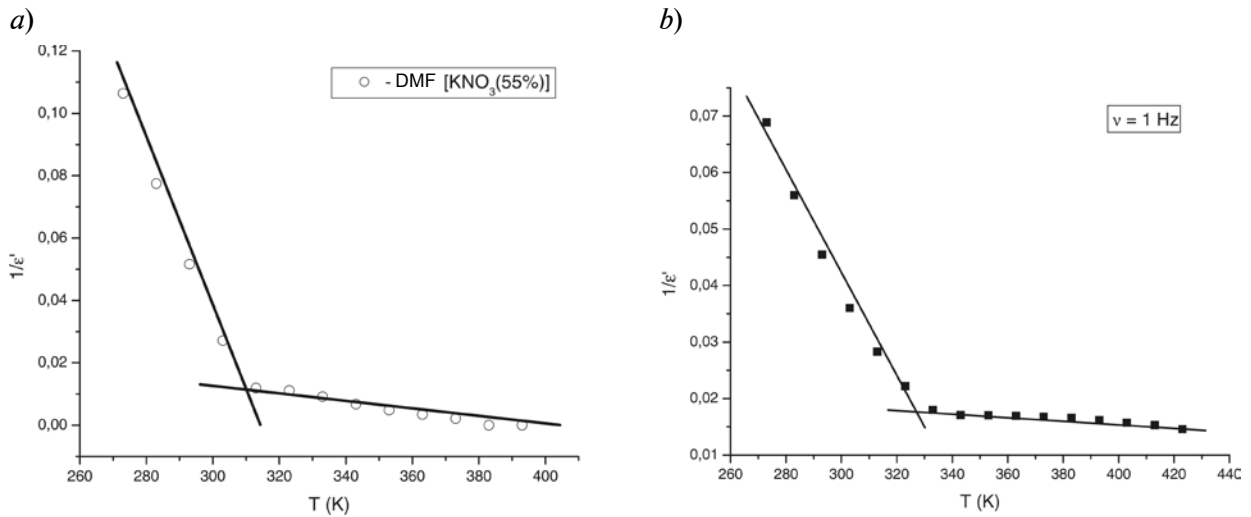 a)
0,12
0,10
0,08
0,06
0,04
0,02
0,00
1/ε'
- DMF [KNO₃(55%)]
260 280 300 320 340 360 380 400
T (K)
b)
0,07
0,06
0,05
0,04
0,03
0,02
0,01
1/ε'
ν = 1 Hz
260 280 300 320 340 360 380 400 420 440
T (K)